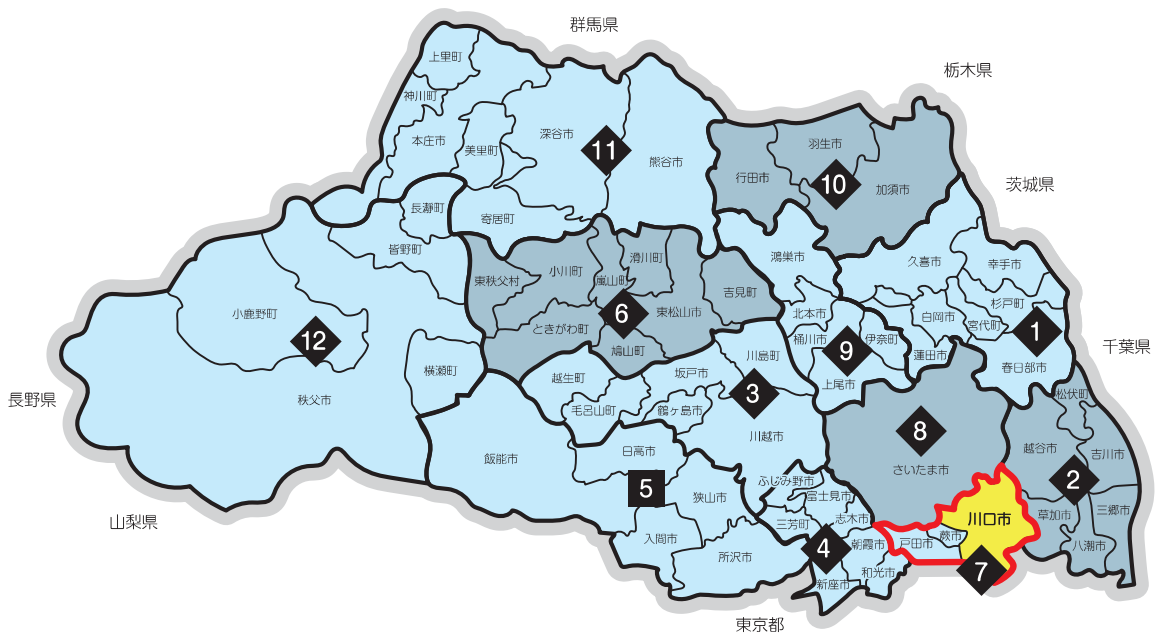 群馬県
栃木県
茨城県
千葉県
東京都
山梨県
長野県
上里町
神川町
本庄市
美里町
深谷市
11
熊谷市
寄居町
長瀞町
皆野町
小鹿野町
12
秩父市
横瀬町
東秩父村
小川町
嵐山町
滑川町
6
東松山市
吉見町
ときがわ町
鳩山町
行田市
羽生市
10
加須市
鴻巣市
北本市
桶川市
9
伊奈町
上尾市
久喜市
幸手市
杉戸町
宮代町
白岡市
蓮田市
1
春日部市
川島町
坂戸市
越生町
毛呂山町
鶴ヶ島市
3
川越市
飯能市
日高市
5
狭山市
入間市
所沢市
ふじみ野市
富士見市
三芳町
志木市
4
朝霞市
新座市
和光市
8
さいたま市
松伏町
越谷市
吉川市
2
草加市
三郷市
八潮市
川口市
蕨市
戸田市
7